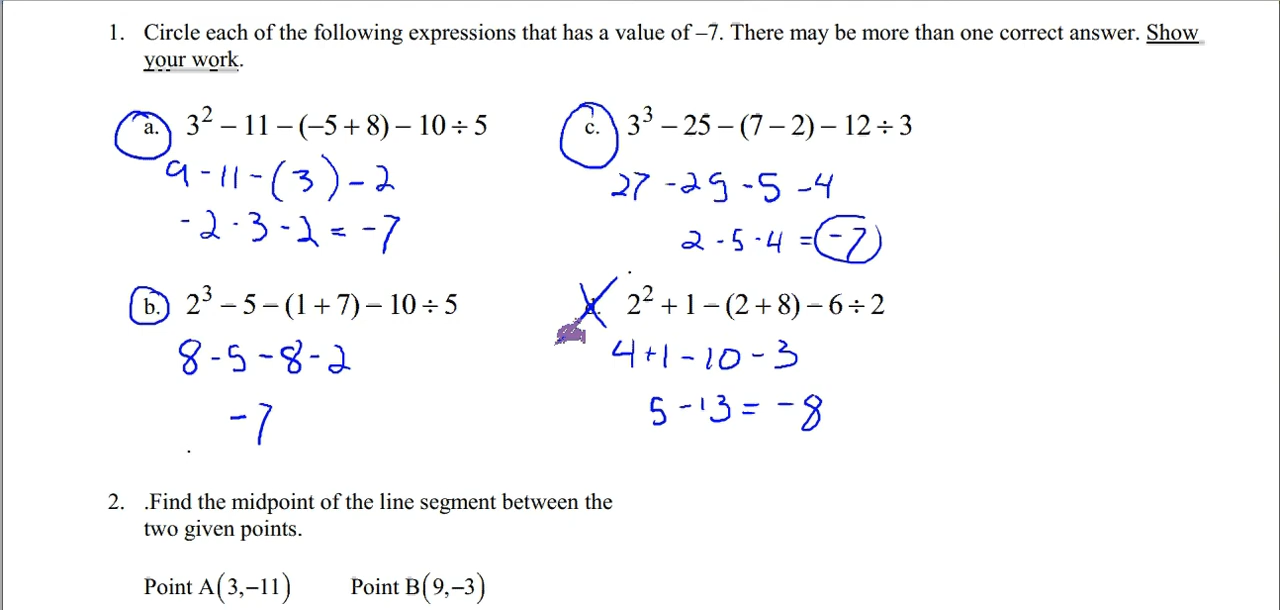 1. Circle each of the following expressions that has a value of –7. There may be more than one correct answer. Show
your work.
a. 3² – 11 – (–5 + 8) – 10 ÷ 5
9 - 11 - (3) - 2
-2 - 3 - 2 = -7
c. 3³ – 25 – (7 – 2) – 12 ÷ 3
27 - 25 - 5 - 4
2 - 5 - 4 = -7
b. 2³ – 5 – (1 + 7) – 10 ÷ 5
8 - 5 - 8 - 2
-7
2² + 1 – (2 + 8) – 6 ÷ 2
4 + 1 - 10 - 3
5 - 13 = -8
2. .Find the midpoint of the line segment between the
two given points.
Point A(3,–11) Point B(9,–3)